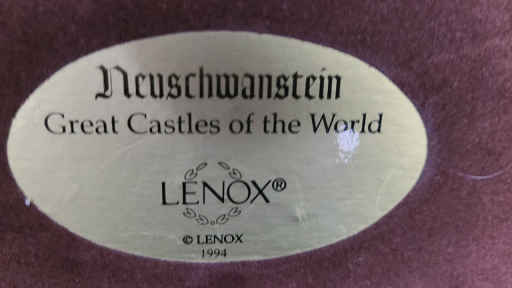 Neuschwanstein
Great Castles of the World
LENOX®
© LENOX
1994